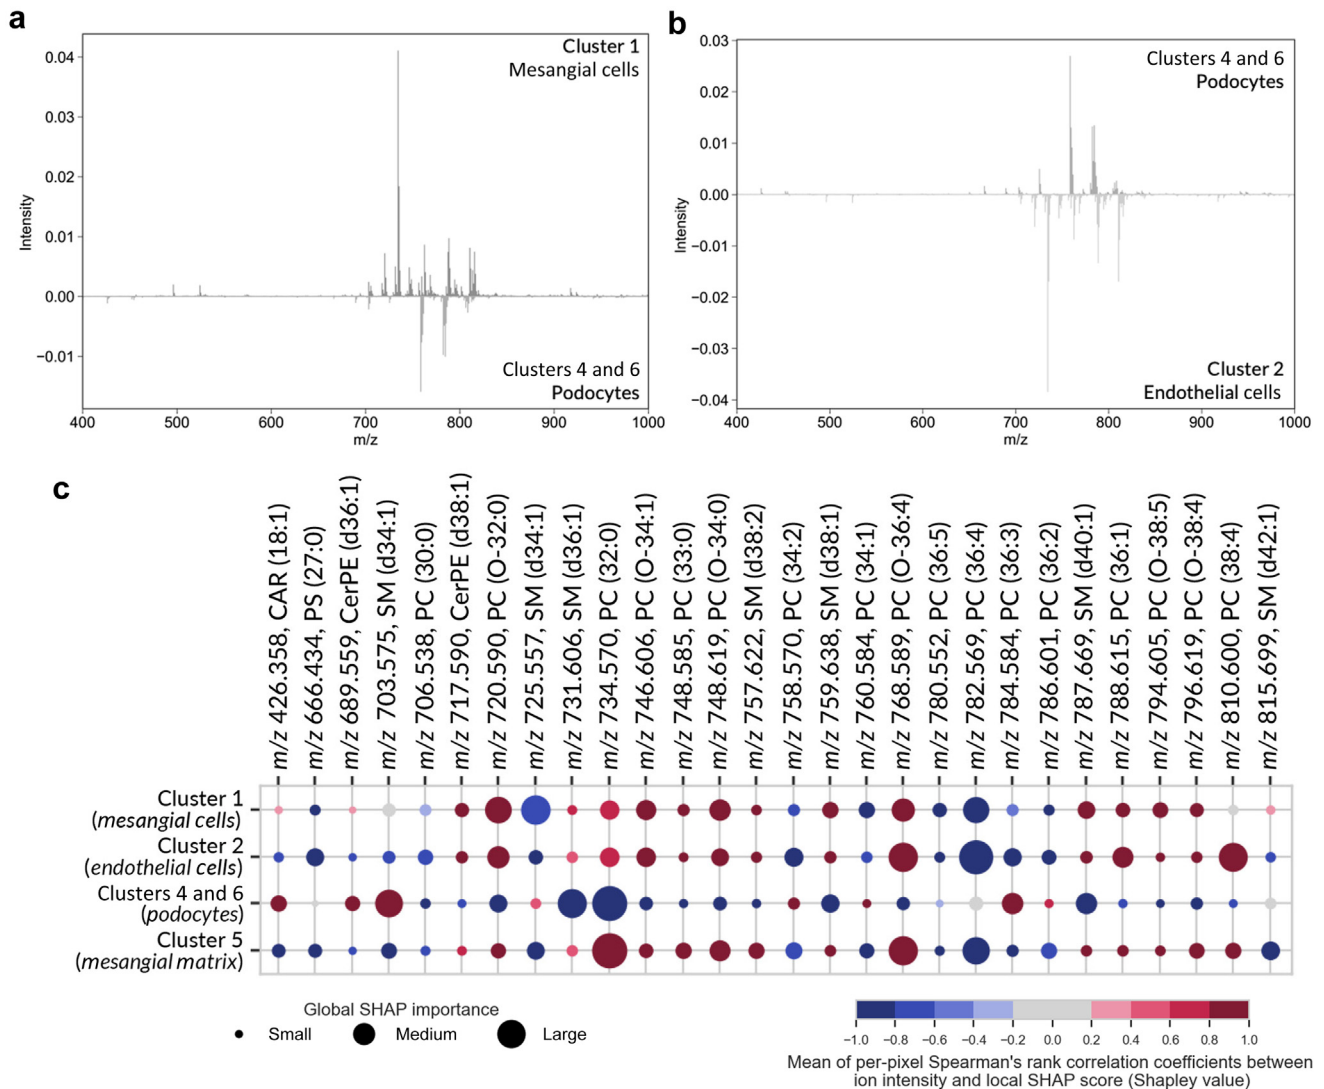 a
0.04
0.03
0.02
0.01
0.00
−0.01
Intensity
Cluster 1
Mesangial cells
Clusters 4 and 6
Podocytes
400 500 600 700 800 900 1000
m/z
b
0.03
0.02
0.01
0.00
−0.01
−0.02
−0.03
−0.04
Intensity
Clusters 4 and 6
Podocytes
Cluster 2
Endothelial cells
400 500 600 700 800 900 1000
m/z
c
m/z 426.358, CAR (18:1)
m/z 666.434, PS (27:0)
m/z 689.559, CerPE (d36:1)
m/z 703.575, SM (d34:1)
m/z 706.538, PC (30:0)
m/z 717.590, CerPE (d38:1)
m/z 720.590, PC (O-32:0)
m/z 725.557, SM (d34:1)
m/z 731.606, SM (d36:1)
m/z 734.570, PC (32:0)
m/z 746.606, PC (O-34:1)
m/z 748.585, PC (33:0)
m/z 748.619, PC (O-34:0)
m/z 757.622, SM (d38:2)
m/z 758.570, PC (34:2)
m/z 759.638, SM (d38:1)
m/z 760.584, PC (34:1)
m/z 768.589, PC (O-36:4)
m/z 780.552, PC (36:5)
m/z 782.569, PC (36:4)
m/z 784.584, PC (36:3)
m/z 786.601, PC (36:2)
m/z 787.669, SM (d40:1)
m/z 788.615, PC (36:1)
m/z 794.605, PC (O-38:5)
m/z 796.619, PC (O-38:4)
m/z 810.600, PC (38:4)
m/z 815.699, SM (d42:1)
Cluster 1
(mesangial cells)
Cluster 2
(endothelial cells)
Clusters 4 and 6
(podocytes)
Cluster 5
(mesangial matrix)
Global SHAP importance
Small Medium Large
−1.0 −0.8 −0.6 −0.4 −0.2 0.0 0.2 0.4 0.6 0.8 1.0
Mean of per-pixel Spearman's rank correlation coefficients between
ion intensity and local SHAP score (Shapley value)